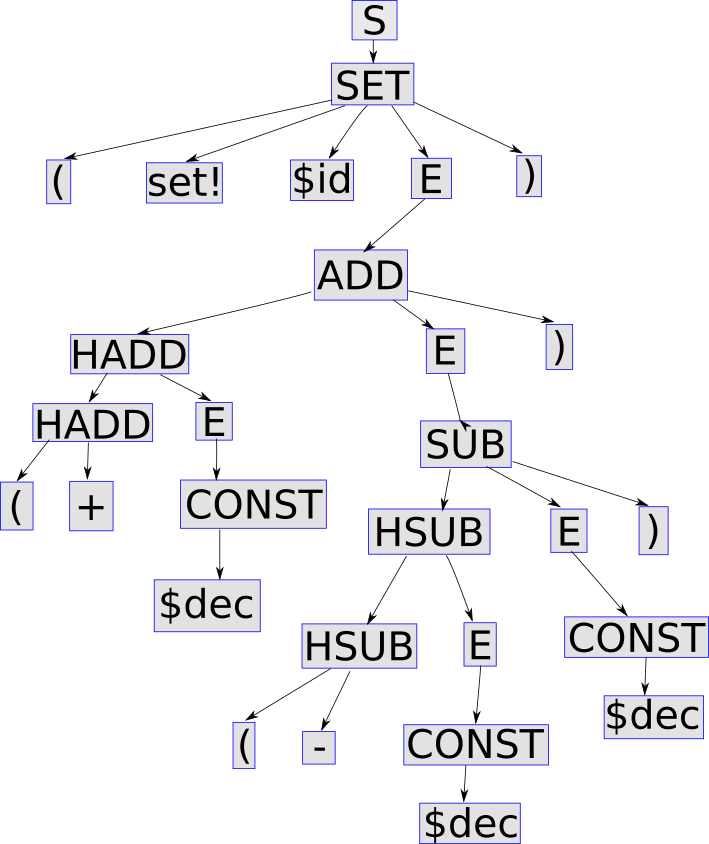 S
SET
( set! $id E )
ADD
HADD E )
HADD E SUB
( + CONST HSUB E )
$dec HSUB E CONST
( - CONST $dec
$dec